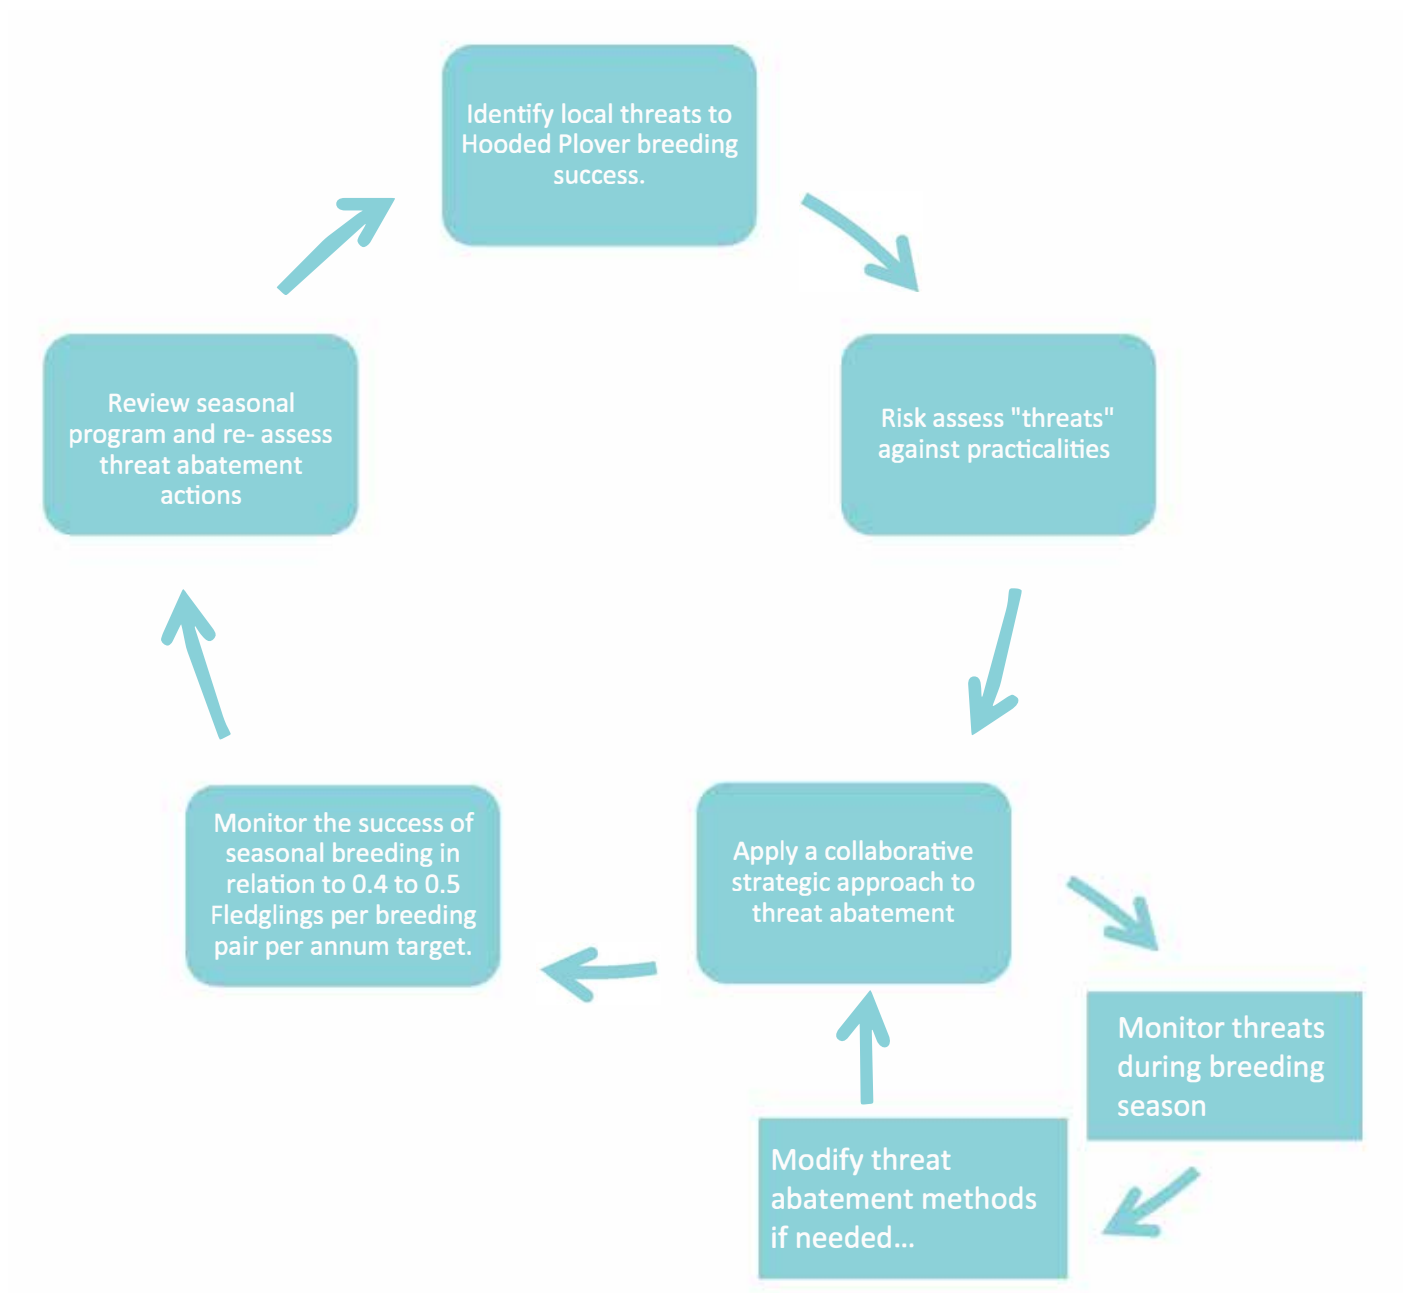 Identify local threats to
Hooded Plover breeding
success.
Risk assess "threats"
against practicalities
Apply a collaborative
strategic approach to
threat abatement
Monitor threats
during breeding
season
Modify threat
abatement methods
if needed...
Monitor the success of
seasonal breeding in
relation to 0.4 to 0.5
Fledglings per breeding
pair per annum target.
Review seasonal
program and re- assess
threat abatement
actions